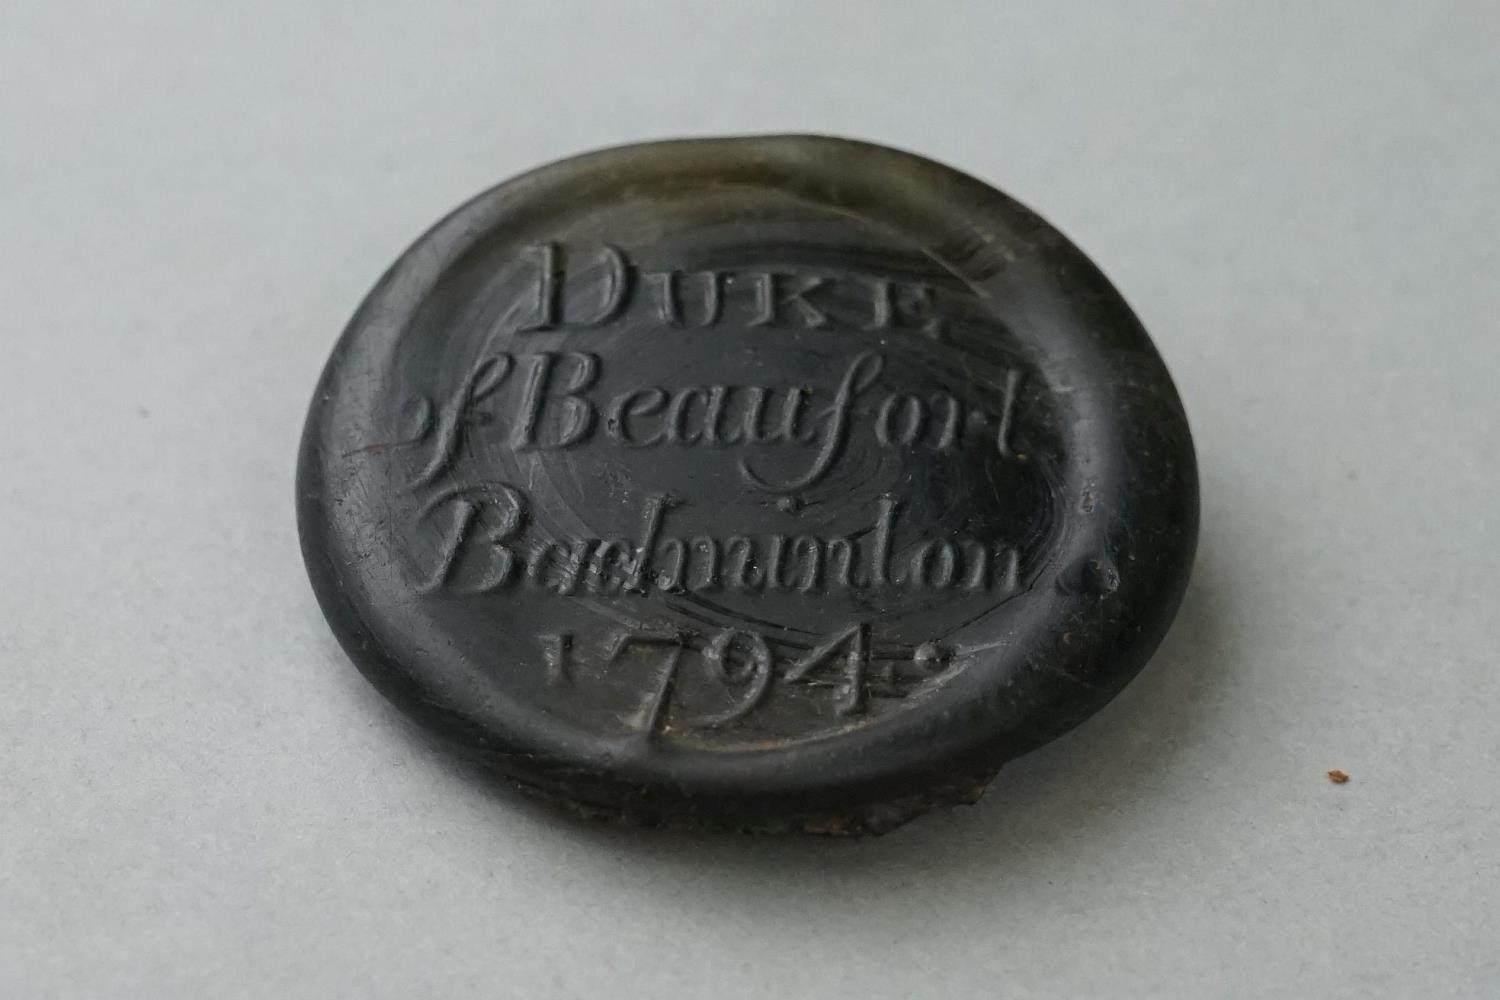 DUKE
of Beaufort
Badminton
1794